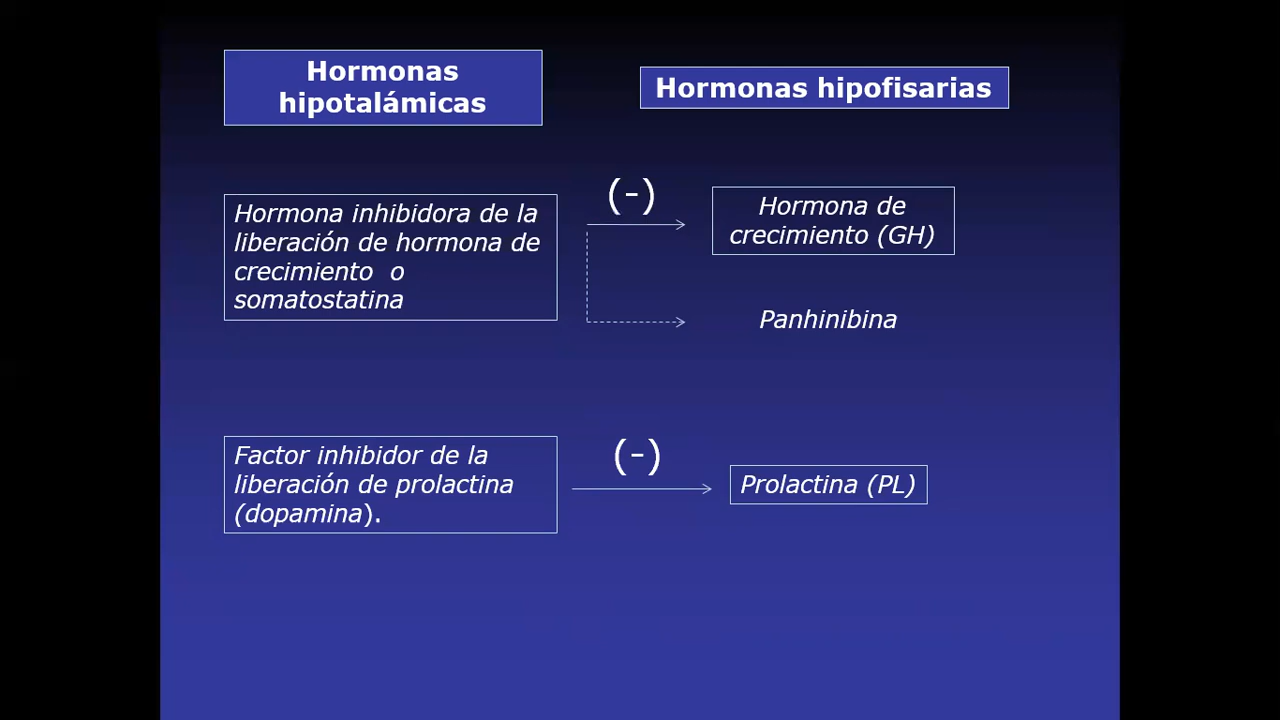 Hormonas
hipotalámicas
Hormonas hipofisarias
Hormona inhibidora de la
liberación de hormona de
crecimiento o
somatostatina
(-)
Hormona de
crecimiento (GH)
Panhinibina
Factor inhibidor de la
liberación de prolactina
(dopamina).
(-)
Prolactina (PL)